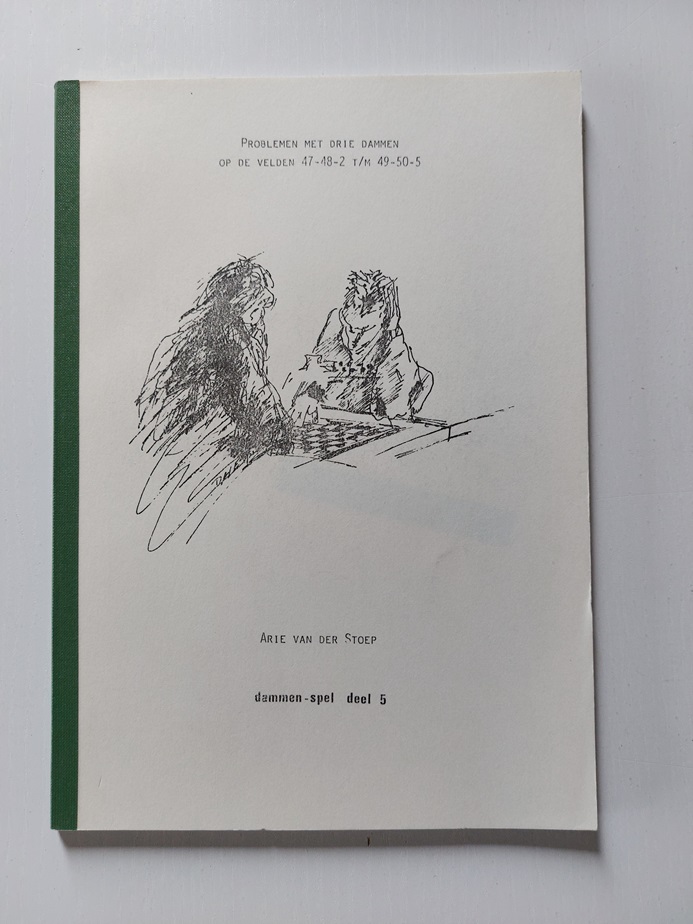 PROBLEMEN MET DRIE DAMMEN
OP DE VELDEN 47-48-2 T/M 49-50-5
ARIE VAN DER STOEP
dammen-spel deel 5